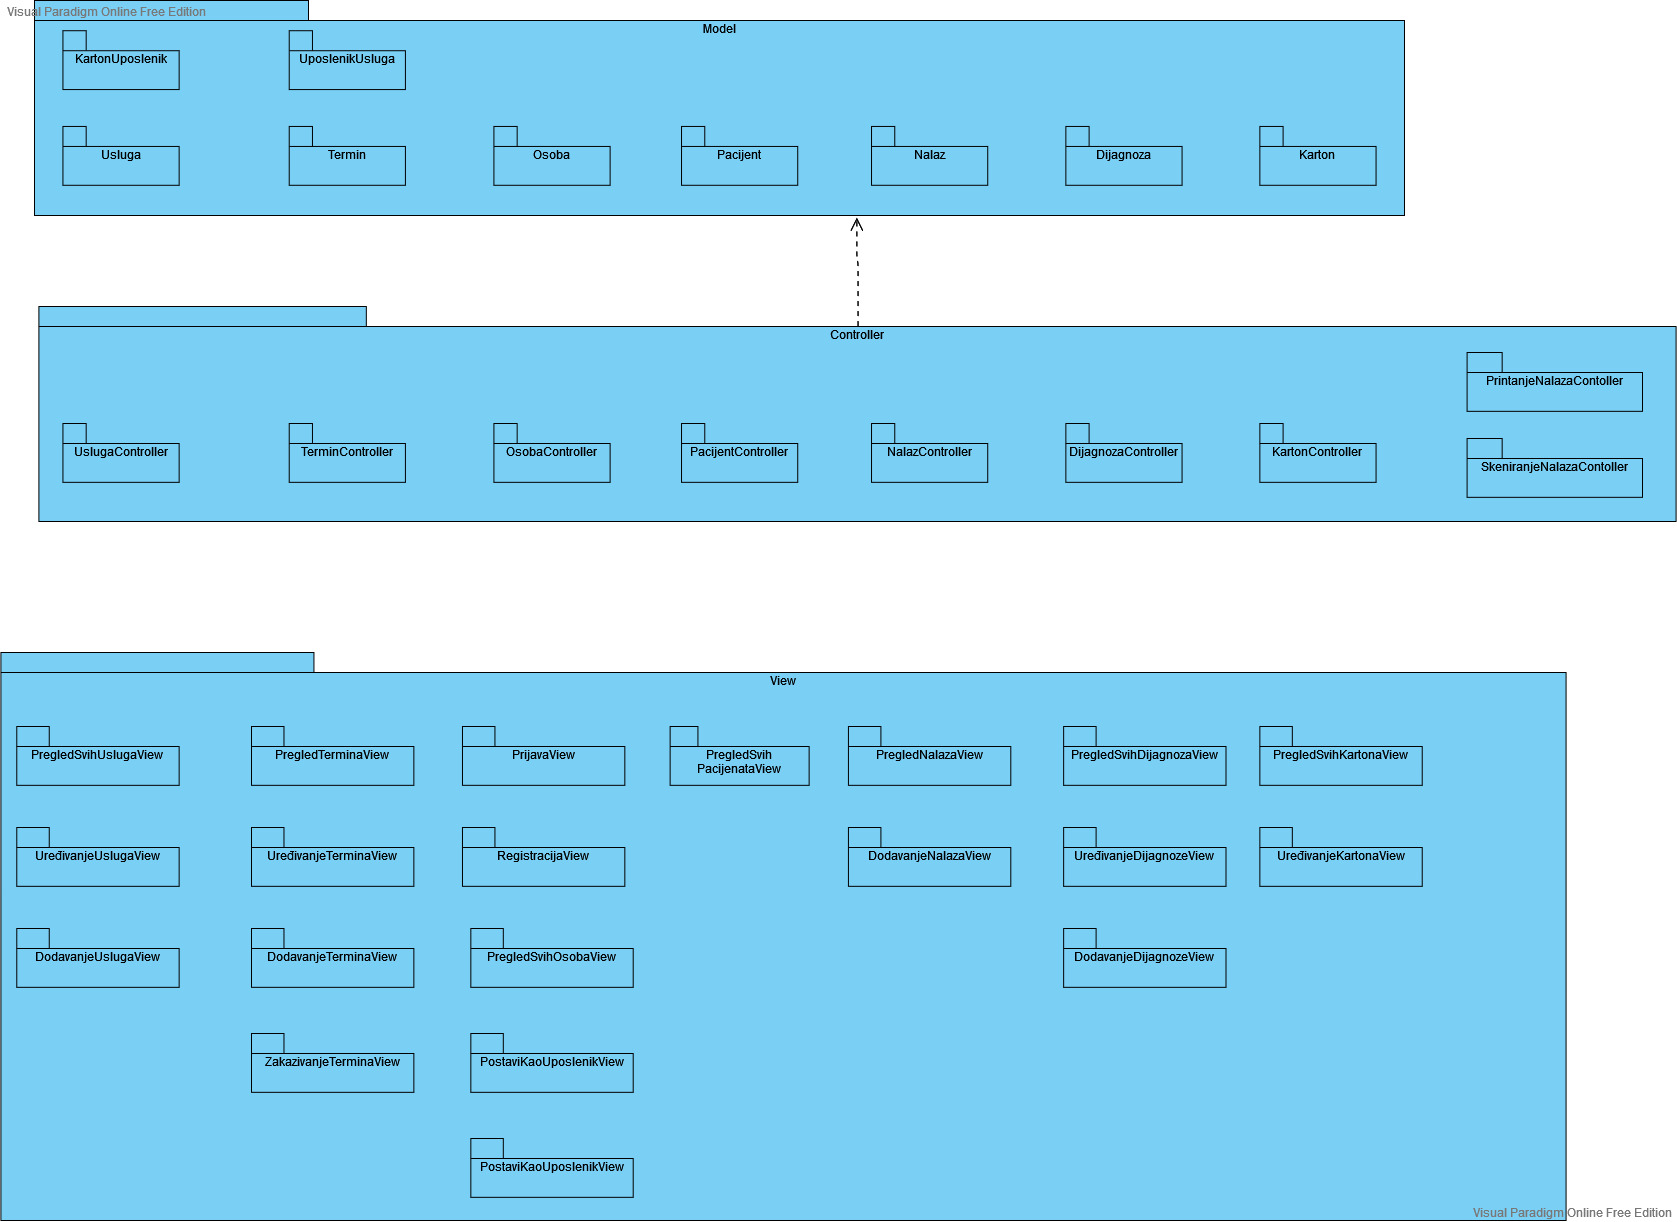 Visual Paradigm Online Free Edition
Model
KartonUposlenik
UposlenikUsluga
Usluga
Termin
Osoba
Pacijent
Nalaz
Dijagnoza
Karton
Controller
PrintanjeNalazaContoller
UslugaController
TerminController
OsobaController
PacijentController
NalazController
DijagnozaController
KartonController
SkeniranjeNalazaContoller
View
PregledSvihUslugaView
PregledTerminaView
PrijavaView
PregledSvih
PacijenataView
PregledNalazaView
PregledSvihDijagnozaView
PregledSvihKartonaView
UređivanjeUslugaView
UređivanjeTerminaView
RegistracijaView
DodavanjeNalazaView
UređivanjeDijagnozeView
UređivanjeKartonaView
DodavanjeUslugaView
DodavanjeTerminaView
PregledSvihOsobaView
DodavanjeDijagnozeView
ZakazivanjeTerminaView
PostaviKaoUposlenikView
PostaviKaoUposlenikView
Visual Paradigm Online Free Edition